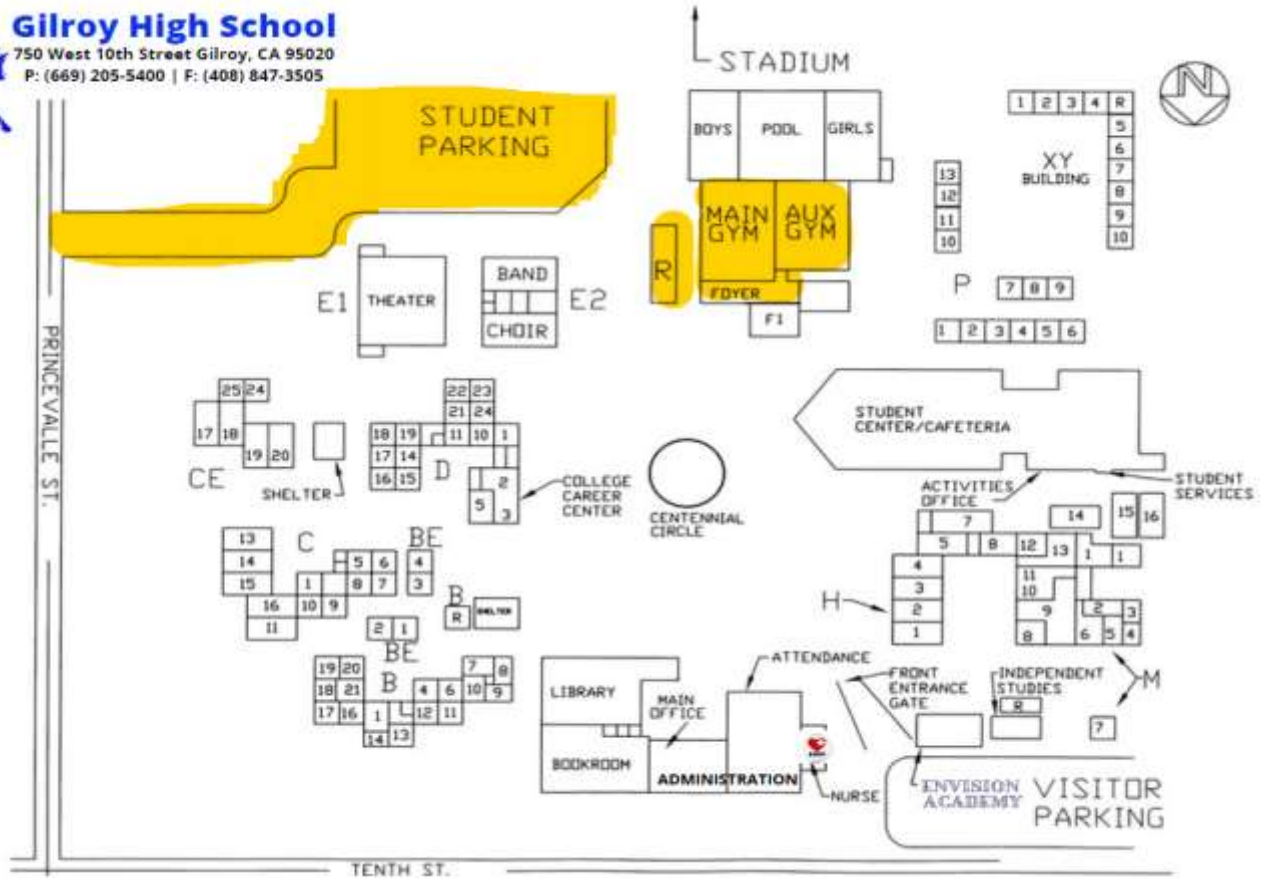 Gilroy High School
750 West 10th Street Gilroy, CA 95020
P: (669) 205-5400 | F: (408) 847-3505
STADIUM
N
STUDENT
PARKING
BOYS
POOL
GIRLS
1 2 3 4 R
5
6
7
8
9
10
XY
BUILDING
13
12
11
10
MAIN
GYM
AUX
GYM
R
FOYER
F1
P
7 8 9
1 2 3 4 5 6
E1
THEATER
BAND
CHOIR
E2
PRINCEVALLE ST.
25 24
17 18
19 20
CE
SHELTER
22 23
21 24
18 19
11 10 1
17 14
16 15
D
2
5
3
COLLEGE
CAREER
CENTER
CENTENNIAL
CIRCLE
STUDENT
CENTER/CAFETERIA
ACTIVITIES
OFFICE
STUDENT
SERVICES
7
14
15 16
5 8 12 13 1 1
4
3
2
1
11
10
9
8
2 3
6 5 4
H
M
13
14
15
C
5 6
1 8 7
16 10 9
11
BE
4
3
B
R
SHELTER
2 1
BE
B
19 20
18 21
17 16
1
14 13
4 6
12 11
7 8
10 9
LIBRARY
MAIN
OFFICE
BOOKROOM
ADMINISTRATION
ATTENDANCE
NURSE
FRONT
ENTRANCE
GATE
INDEPENDENT
STUDIES
R
7
ENVISION
ACADEMY
VISITOR
PARKING
TENTH ST.